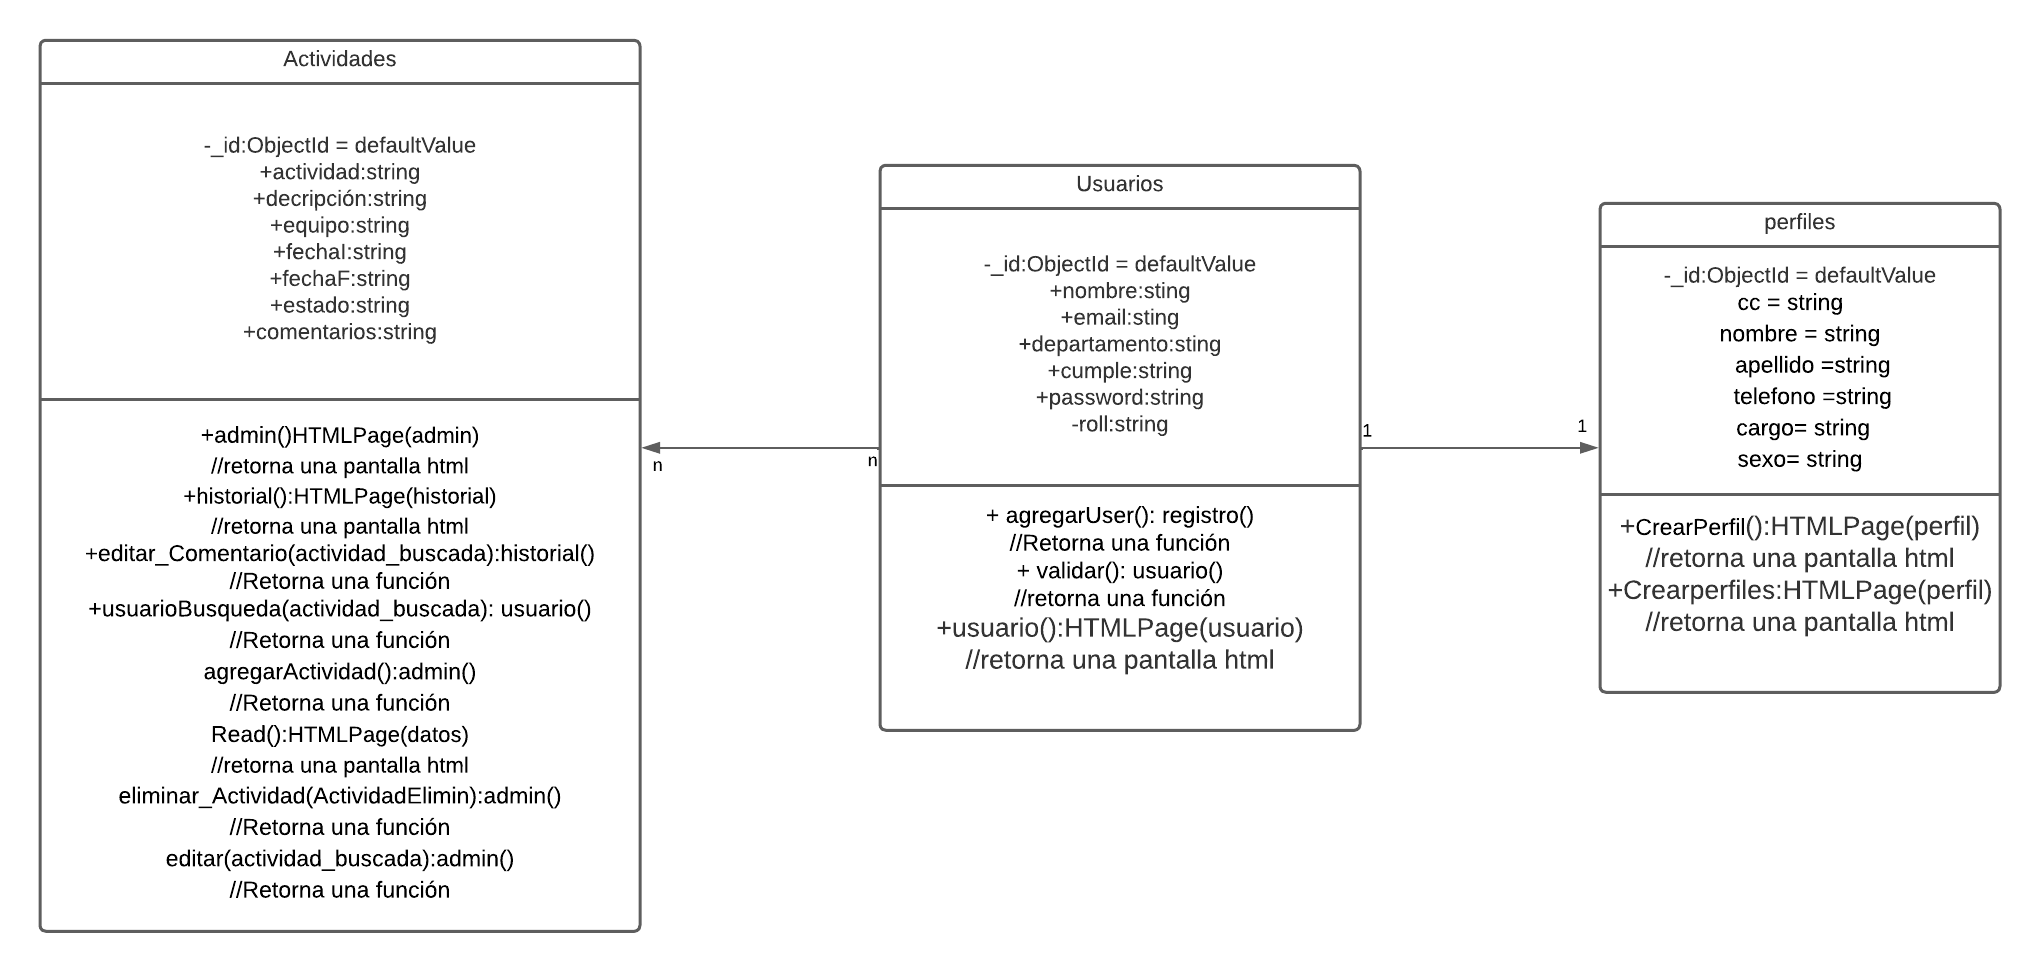 Actividades
-_id:ObjectId = defaultValue
+actividad:string
+decripción:string
+equipo:string
+fechaI:string
+fechaF:string
+estado:string
+comentarios:string
+admin()HTMLPage(admin)
//retorna una pantalla html
+historial():HTMLPage(historial)
//retorna una pantalla html
+editar_Comentario(actividad_buscada):historial()
//Retorna una función
+usuarioBusqueda(actividad_buscada): usuario()
//Retorna una función
agregarActividad():admin()
//Retorna una función
Read():HTMLPage(datos)
//retorna una pantalla html
eliminar_Actividad(ActividadElimin):admin()
//Retorna una función
editar(actividad_buscada):admin()
//Retorna una función
n
n
Usuarios
-_id:ObjectId = defaultValue
+nombre:sting
+email:sting
+departamento:sting
+cumple:string
+password:string
-roll:string
+ agregarUser(): registro()
//Retorna una función
+ validar(): usuario()
//retorna una función
+usuario():HTMLPage(usuario)
//retorna una pantalla html
1
1
perfiles
-_id:ObjectId = defaultValue
cc = string
nombre = string
apellido =string
telefono =string
cargo= string
sexo= string
+CrearPerfil():HTMLPage(perfil)
//retorna una pantalla html
+Crearperfiles:HTMLPage(perfil)
//retorna una pantalla html